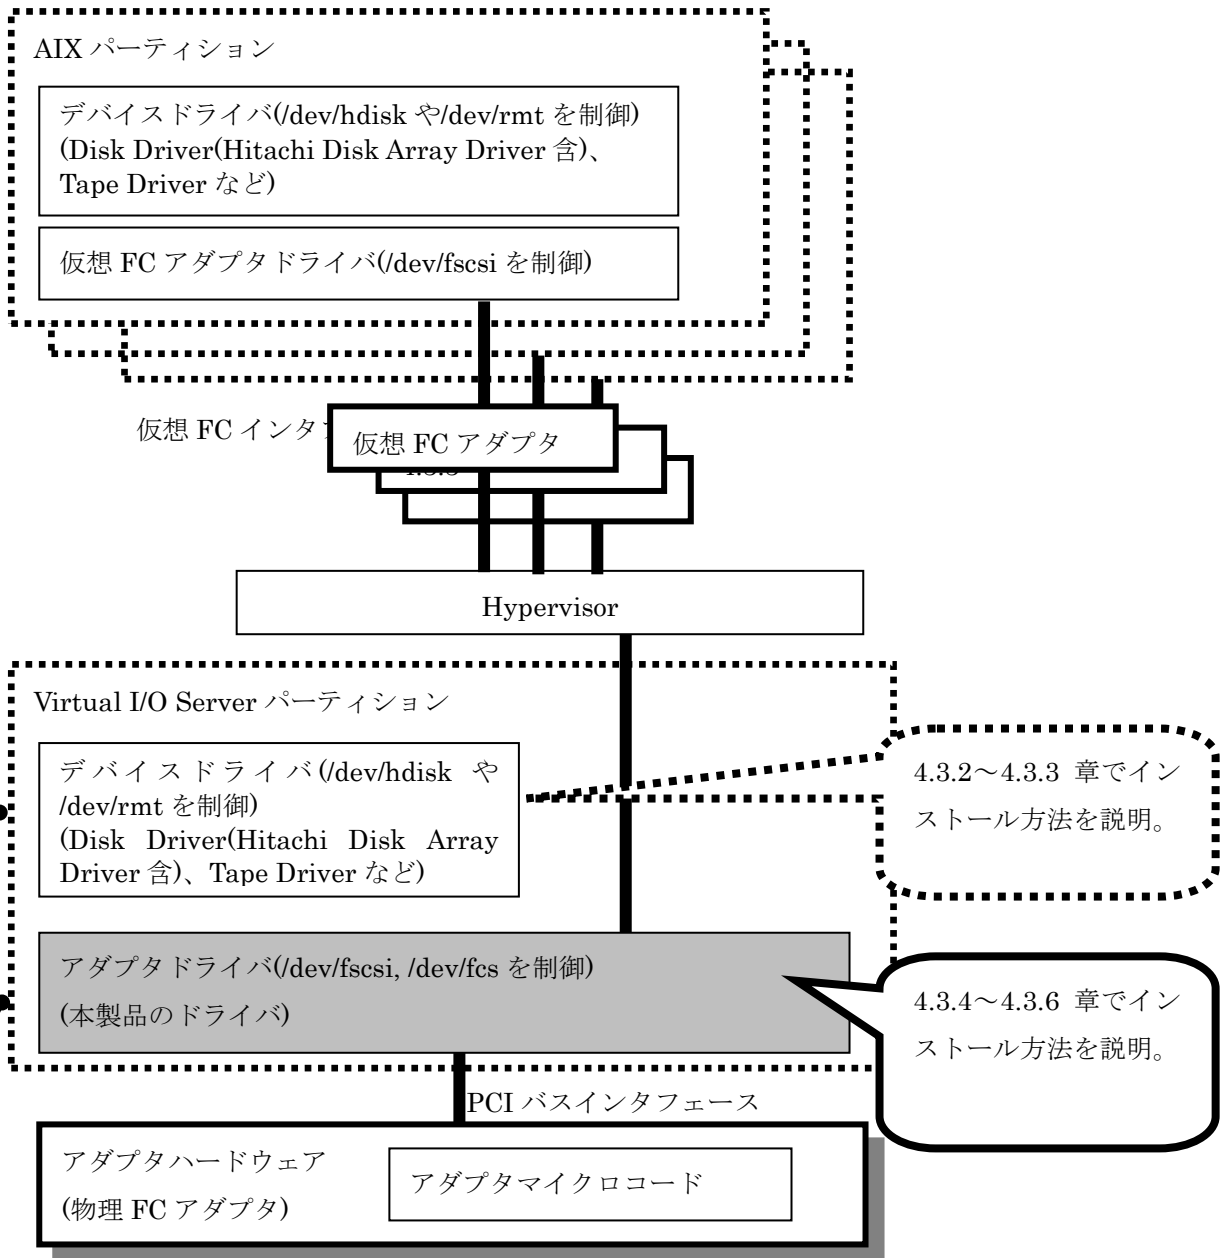 AIX パーティション
デバイスドライバ(/dev/hdisk や/dev/rmt を制御)
(Disk Driver(Hitachi Disk Array Driver 含)、
Tape Driver など)
仮想 FC アダプタドライバ(/dev/fscsi を制御)
仮想 FC インタ
仮想 FC アダプタ
Hypervisor
Virtual I/O Server パーティション
デバイスドライバ(/dev/hdisk や
/dev/rmt を制御)
(Disk Driver(Hitachi Disk Array
Driver 含)、Tape Driver など)
4.3.2～4.3.3 章でイン
ストール方法を説明。
アダプタドライバ(/dev/fscsi, /dev/fcs を制御)
(本製品のドライバ)
4.3.4～4.3.6 章でイン
ストール方法を説明。
PCI バスインタフェース
アダプタハードウェア
(物理 FC アダプタ)
アダプタマイクロコード